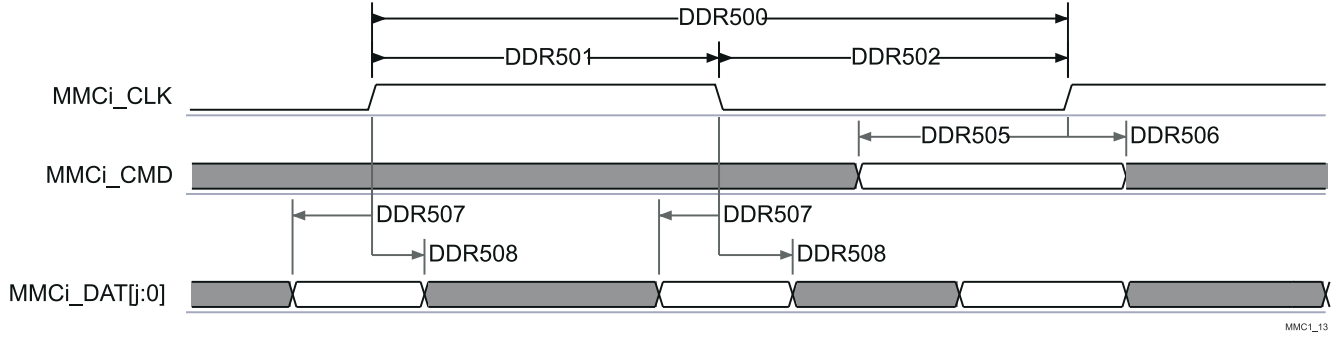 DDR500
DDR501 DDR502
MMCi_CLK
DDR505 DDR506
MMCi_CMD
DDR507 DDR507
DDR508 DDR508
MMCi_DAT[j:0]
MMC1_13